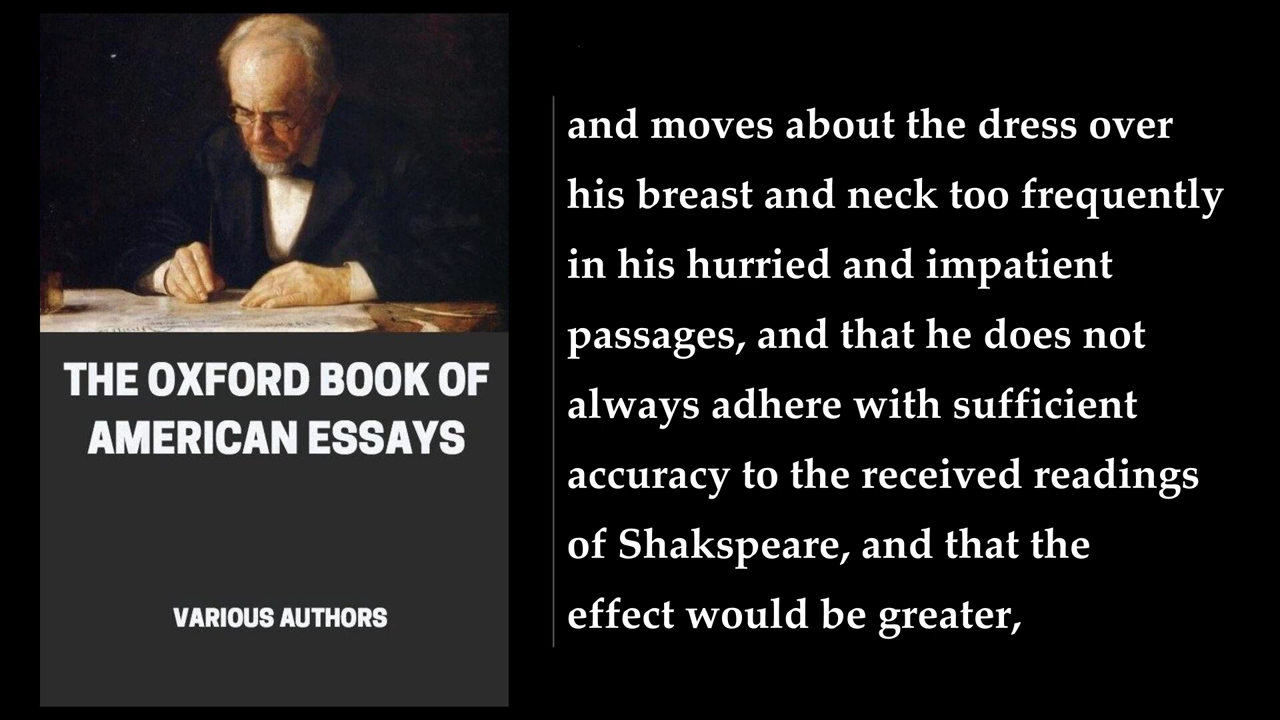 THE OXFORD BOOK OF
AMERICAN ESSAYS
VARIOUS AUTHORS
and moves about the dress over
his breast and neck too frequently
in his hurried and impatient
passages, and that he does not
always adhere with sufficient
accuracy to the received readings
of Shakspeare, and that the
effect would be greater,